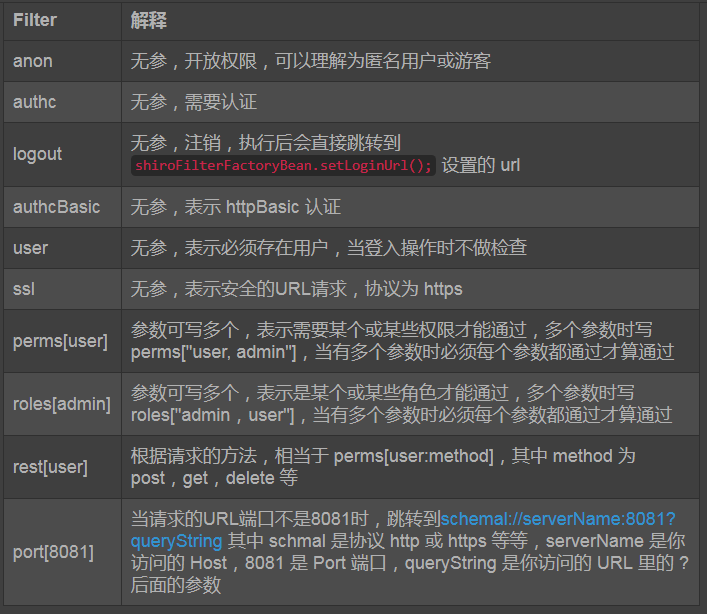 Filter 解释
anon 无参，开放权限，可以理解为匿名用户或游客
authc 无参，需要认证
logout 无参，注销，执行后会直接跳转到
shiroFilterFactoryBean.setLoginUrl(); 设置的 url
authcBasic 无参，表示 httpBasic 认证
user 无参，表示必须存在用户，当登入操作时不做检查
ssl 无参，表示安全的URL请求，协议为 https
perms[user] 参数可写多个，表示需要某个或某些权限才能通过，多个参数时写
perms["user, admin"]，当有多个参数时必须每个参数都通过才算通过
roles[admin] 参数可写多个，表示是某个或某些角色才能通过，多个参数时写
roles["admin，user"]，当有多个参数时必须每个参数都通过才算通过
rest[user] 根据请求的方法，相当于 perms[user:method]，其中 method 为
post，get，delete 等
port[8081] 当请求的URL端口不是8081时，跳转到schemal://serverName:8081?
queryString 其中 schmal 是协议 http 或 https 等等，serverName 是你
访问的 Host，8081 是 Port 端口，queryString 是你访问的 URL 里的 ?
后面的参数